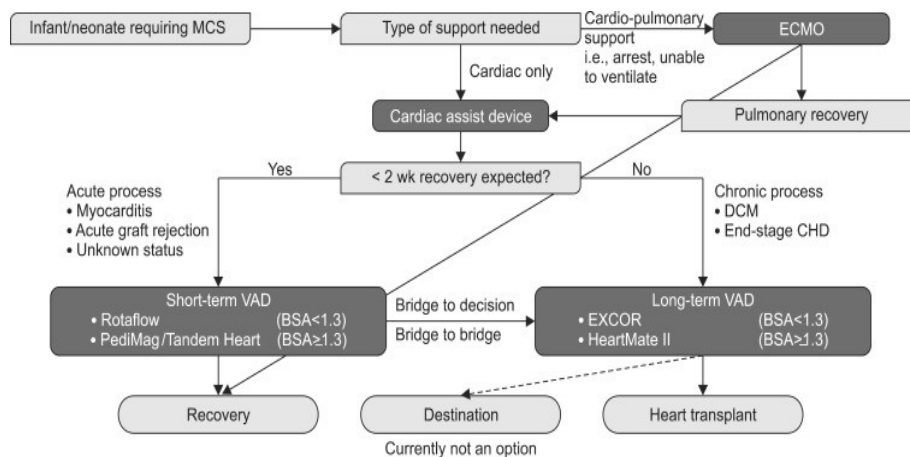 Infant/neonate requiring MCS
Type of support needed
Cardio-pulmonary
support
i.e., arrest, unable
to ventilate
ECMO
Cardiac only
Cardiac assist device
Pulmonary recovery
< 2 wk recovery expected?
Yes
No
Acute process
• Myocarditis
• Acute graft rejection
• Unknown status
Chronic process
• DCM
• End-stage CHD
Short-term VAD
• Rotaflow (BSA<1.3)
• PediMag/Tandem Heart (BSA≥1.3)
Bridge to decision
Bridge to bridge
Long-term VAD
• EXCOR (BSA<1.3)
• HeartMate II (BSA≥1.3)
Recovery
Destination
Heart transplant
Currently not an option